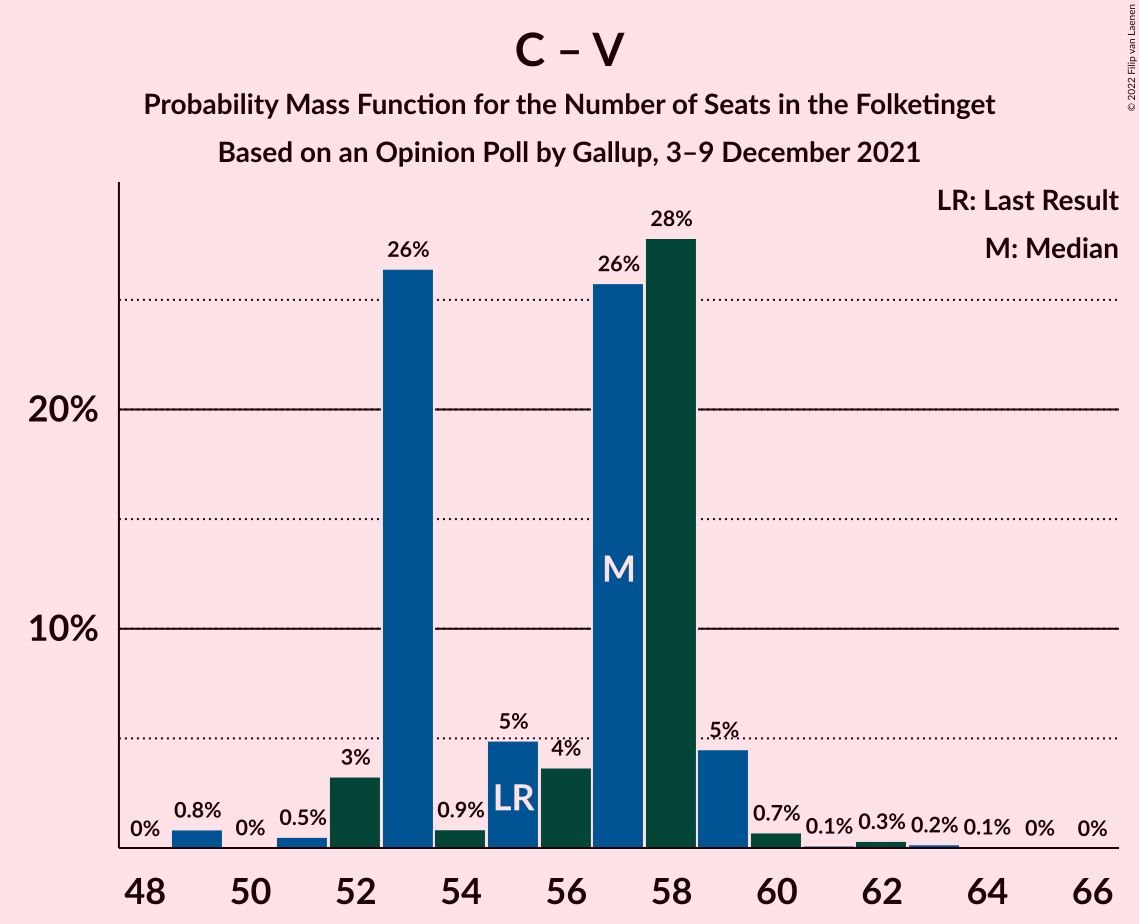 C – V
Probability Mass Function for the Number of Seats in the Folketinget
Based on an Opinion Poll by Gallup, 3–9 December 2021
© 2022 Filip van Laenen
LR: Last Result
M: Median
20%
10%
0%
0.8%
0%
0.5%
3%
26%
0.9%
5%
4%
26%
28%
5%
0.7%
0.1%
0.3%
0.2%
0.1%
0%
0%
LR
M
48 50 52 54 56 58 60 62 64 66